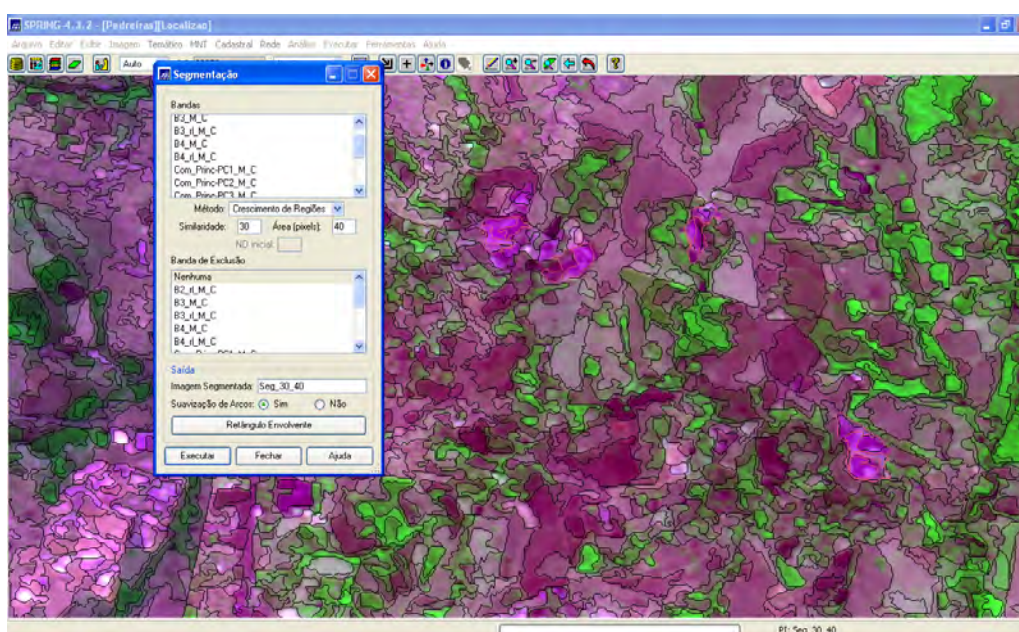 SPRING-4.3.2 - [Pedreiras][Localizao]
Arquivo Editar Exibir Imagem Temático MNT Cadastral Rede Análise Executar Ferramentas Ajuda
Auto
Segmentação
Bandas
B3_M_C
B3_rl_M_C
B4_M_C
B4_rl_M_C
Com_Princ-PC1_M_C
Com_Princ-PC2_M_C
Com_Princ-PC3_M_C
Método: Crescimento de Regiões
Similaridade: 30 Área (pixels): 40
ND inicial:
Banda de Exclusão
Nenhuma
B2_rl_M_C
B3_M_C
B3_rl_M_C
B4_M_C
B4_rl_M_C
Saída
Imagem Segmentada: Seg_30_40
Suavização de Arcos: Sim Não
Retângulo Envolvente
Executar Fechar Ajuda
PI: Seg_30_40